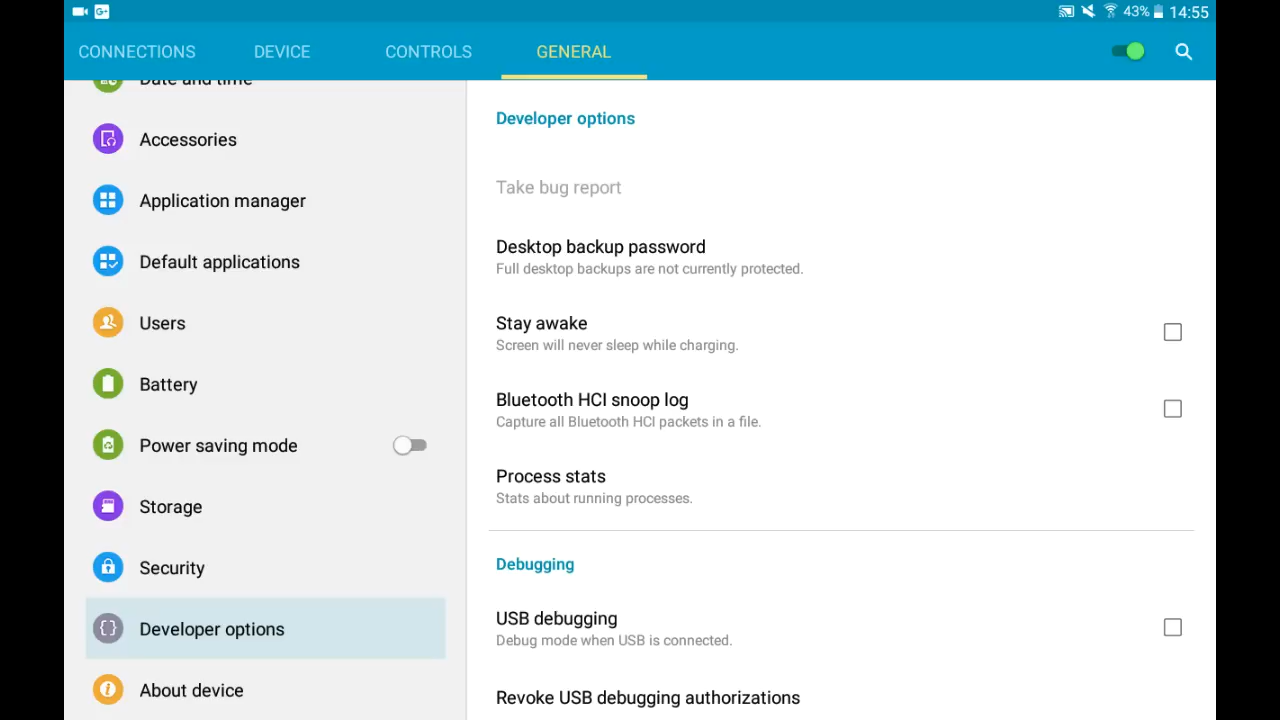 G+
43%
14:55
CONNECTIONS
DEVICE
CONTROLS
GENERAL
Date and time
Accessories
Application manager
Default applications
Users
Battery
Power saving mode
Storage
Security
Developer options
About device
Developer options
Take bug report
Desktop backup password
Full desktop backups are not currently protected.
Stay awake
Screen will never sleep while charging.
Bluetooth HCI snoop log
Capture all Bluetooth HCI packets in a file.
Process stats
Stats about running processes.
Debugging
USB debugging
Debug mode when USB is connected.
Revoke USB debugging authorizations